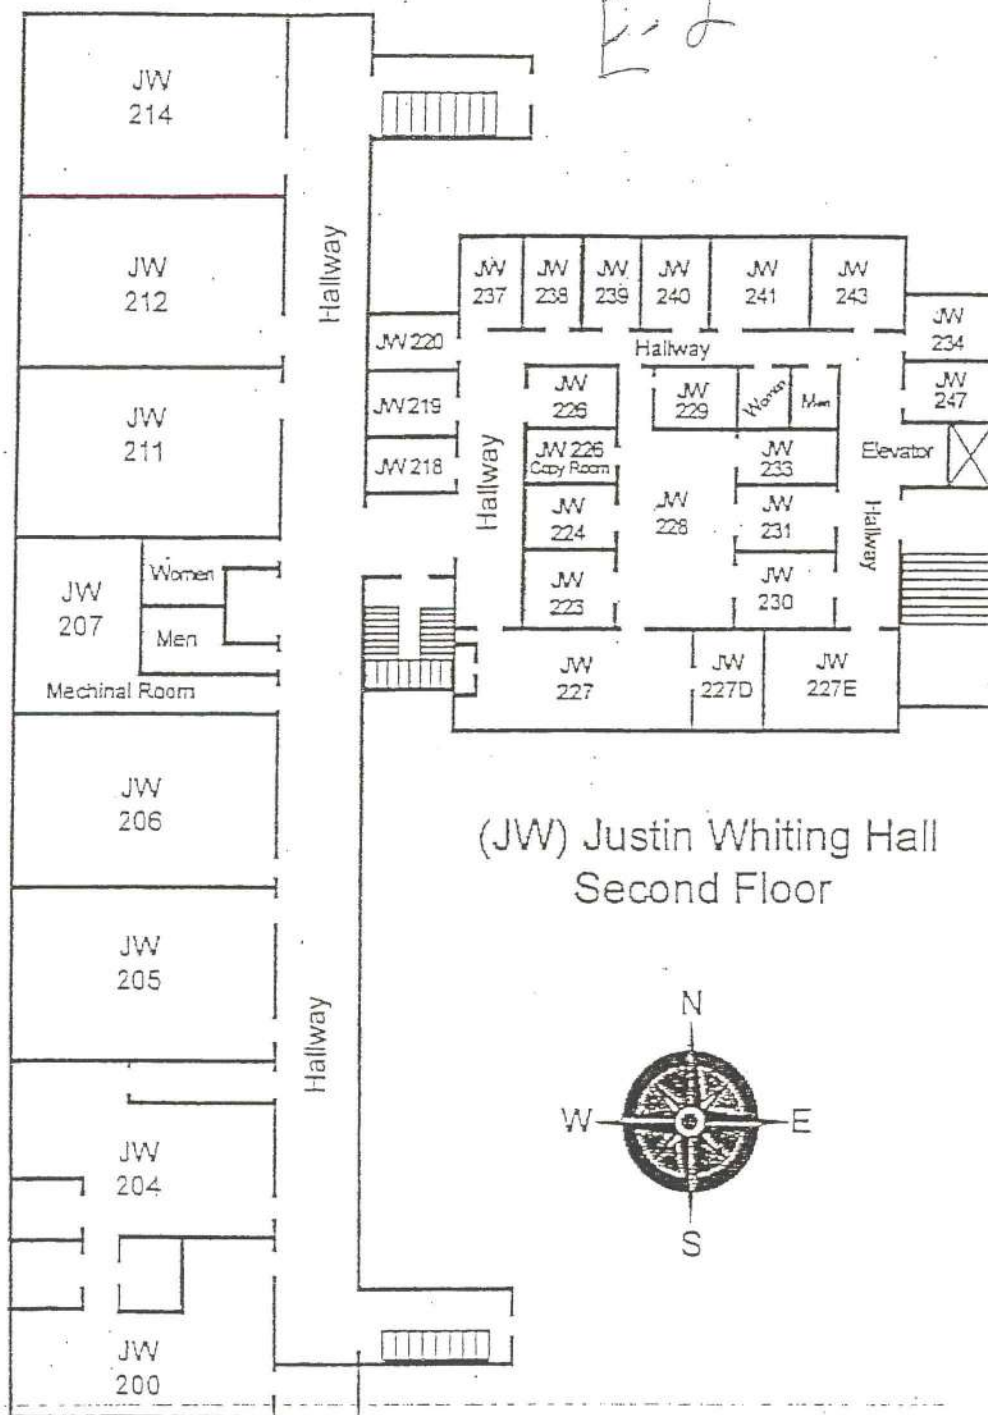 E-2
JW
214
JW
212
Hallway
JW
211
JW
207
Women
Men
Mechinal Room
JW
206
JW
205
Hallway
JW
204
JW
200
JW 220
JW 219
JW 218
JW
237
JW
238
JW
239
JW
240
JW
241
JW
243
JW
234
JW
247
Hallway
Hallway
JW
226
JW 226
Copy Room
JW
224
JW
223
JW
228
JW
229
Women
Men
JW
233
JW
231
JW
230
Elevator
Hallway
JW
227
JW
227D
JW
227E
(JW) Justin Whiting Hall
Second Floor
N
W
E
S